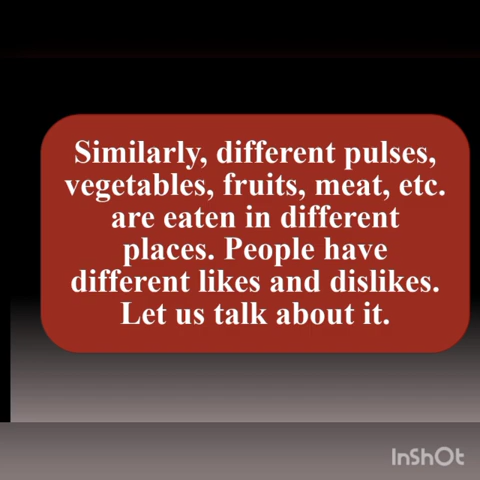 Similarly, different pulses,
vegetables, fruits, meat, etc.
are eaten in different
places. People have
different likes and dislikes.
Let us talk about it.
InShOt